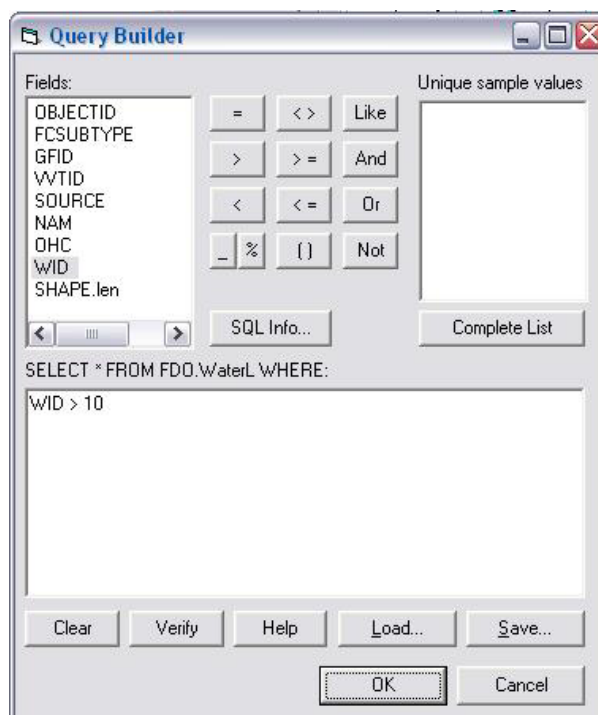 Query Builder
Fields:
Unique sample values
OBJECTID
FCSUBTYPE
GFID
VVTID
SOURCE
NAM
OHC
WID
SHAPE.len
= < > Like
> > = And
< < = Or
_ % ( ) Not
SQL Info...
Complete List
SELECT * FROM FDO.WaterL WHERE:
WID > 10
Clear Verify Help Load... Save...
OK Cancel